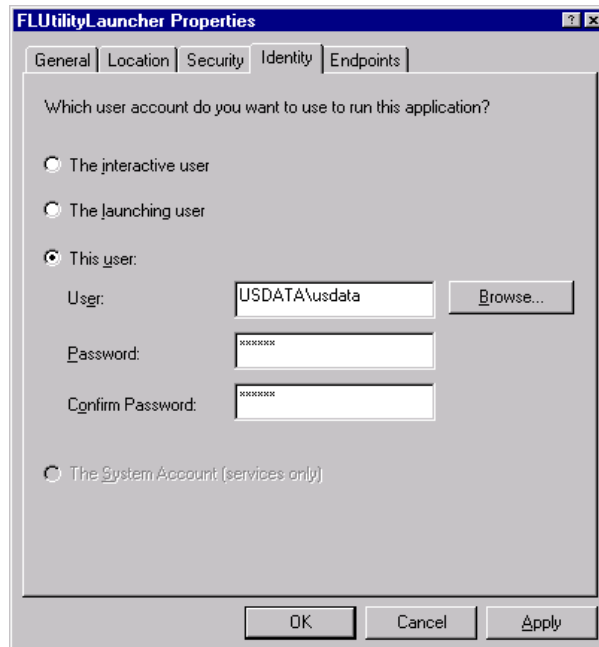 FLUtilityLauncher Properties
General Location Security Identity Endpoints
Which user account do you want to use to run this application?
The interactive user
The launching user
This user:
User: USDATA\usdata Browse...
Password: ******
Confirm Password: ******
The System Account (services only)
OK Cancel Apply